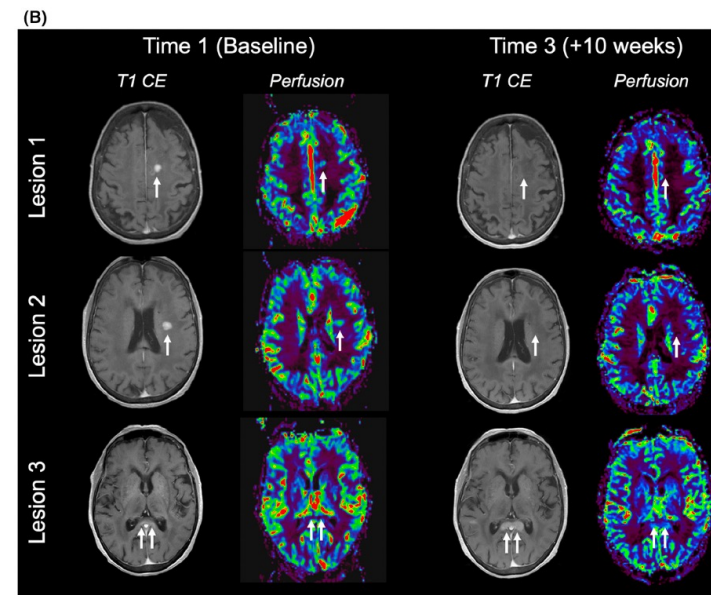 (B)
Time 1 (Baseline) Time 3 (+10 weeks)
T1 CE Perfusion T1 CE Perfusion
Lesion 1
Lesion 2
Lesion 3